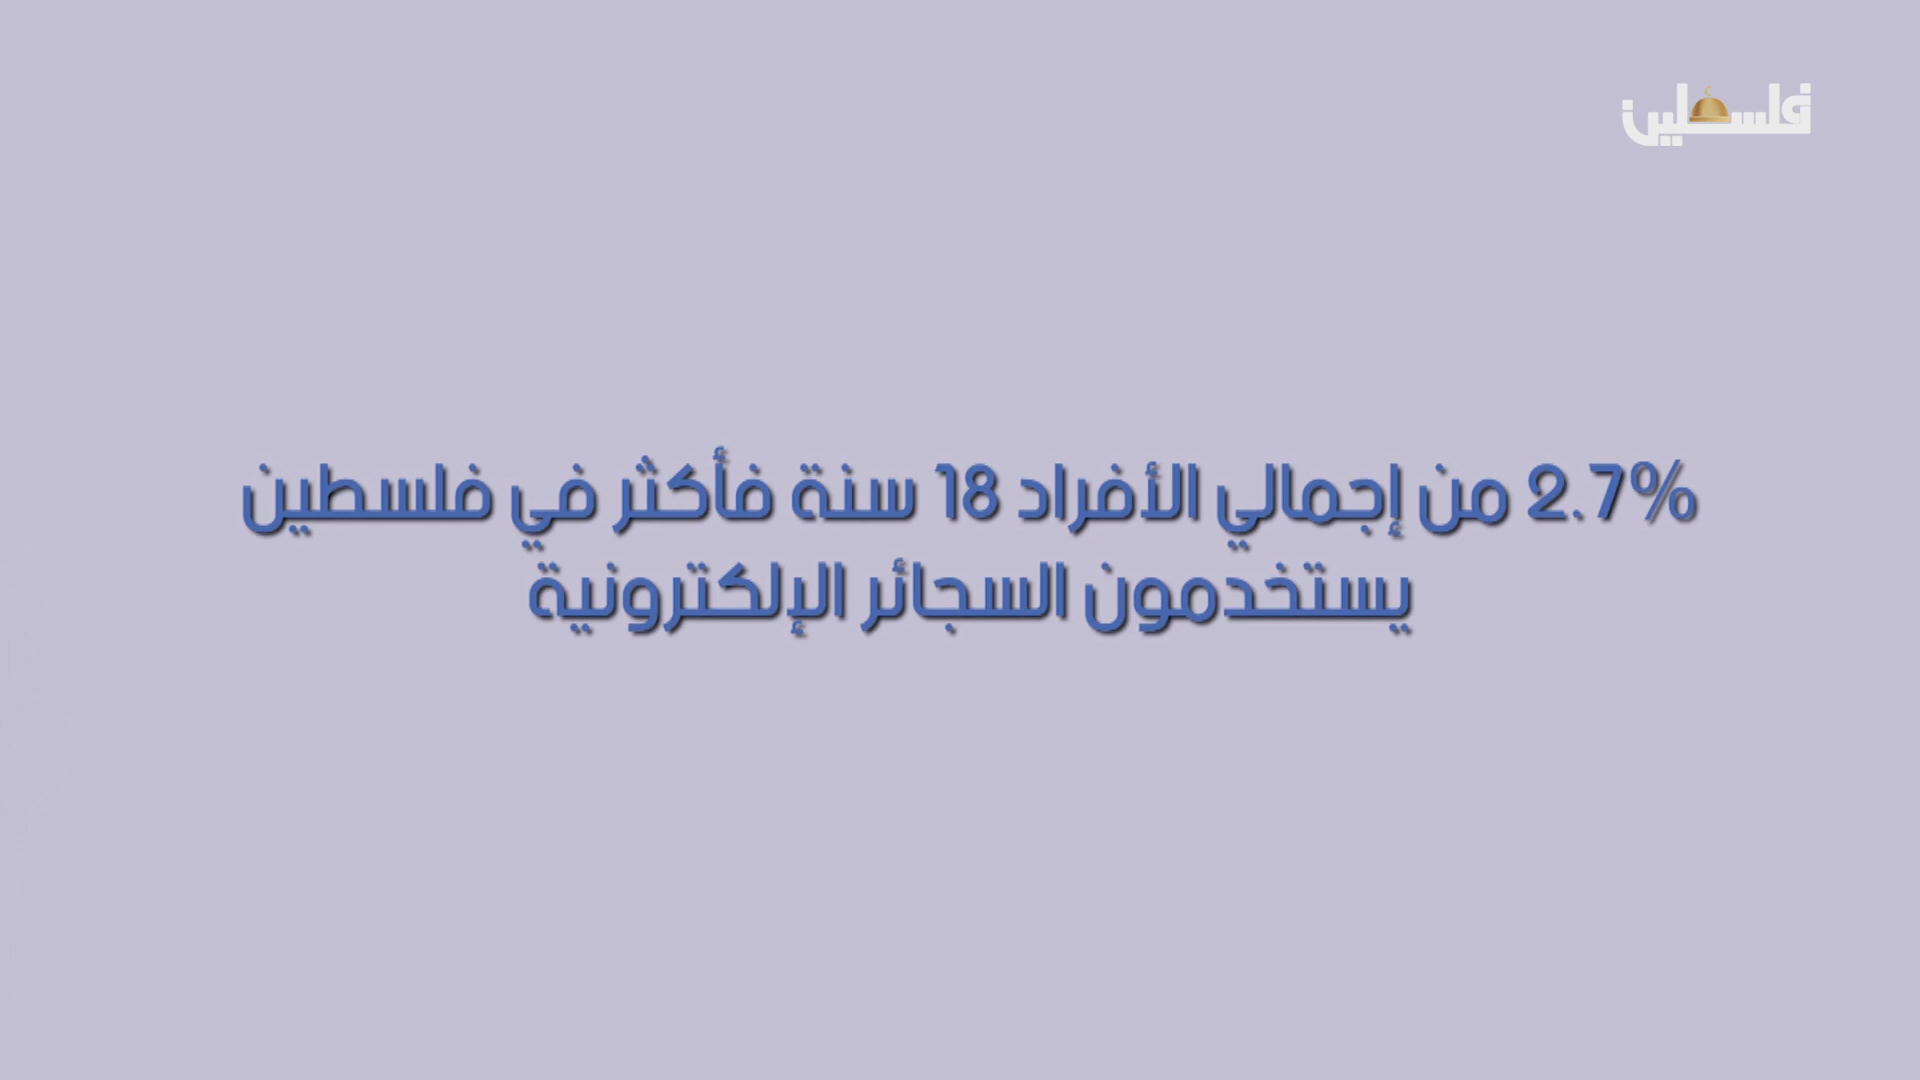 فلسطين
2.7% من إجمالي الأفراد 18 سنة فأكثر في فلسطين
يستخدمون السجائر الإلكترونية